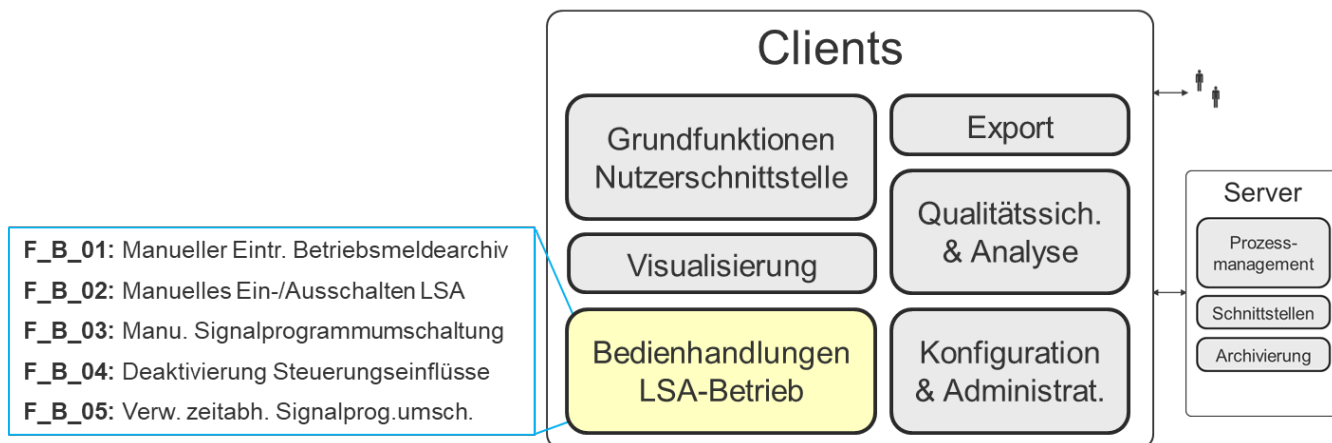 Clients
Grundfunktionen
Nutzerschnittstelle
Export
Qualitätssich.
& Analyse
Visualisierung
Bedienhandlungen
LSA-Betrieb
Konfiguration
& Administrat.
F_B_01: Manueller Eintr. Betriebsmeldearchiv
F_B_02: Manuelles Ein-/Ausschalten LSA
F_B_03: Manu. Signalprogrammumschaltung
F_B_04: Deaktivierung Steuerungseinflüsse
F_B_05: Verw. zeitabh. Signalprog.umsch.
Server
Prozess-
management
Schnittstellen
Archivierung